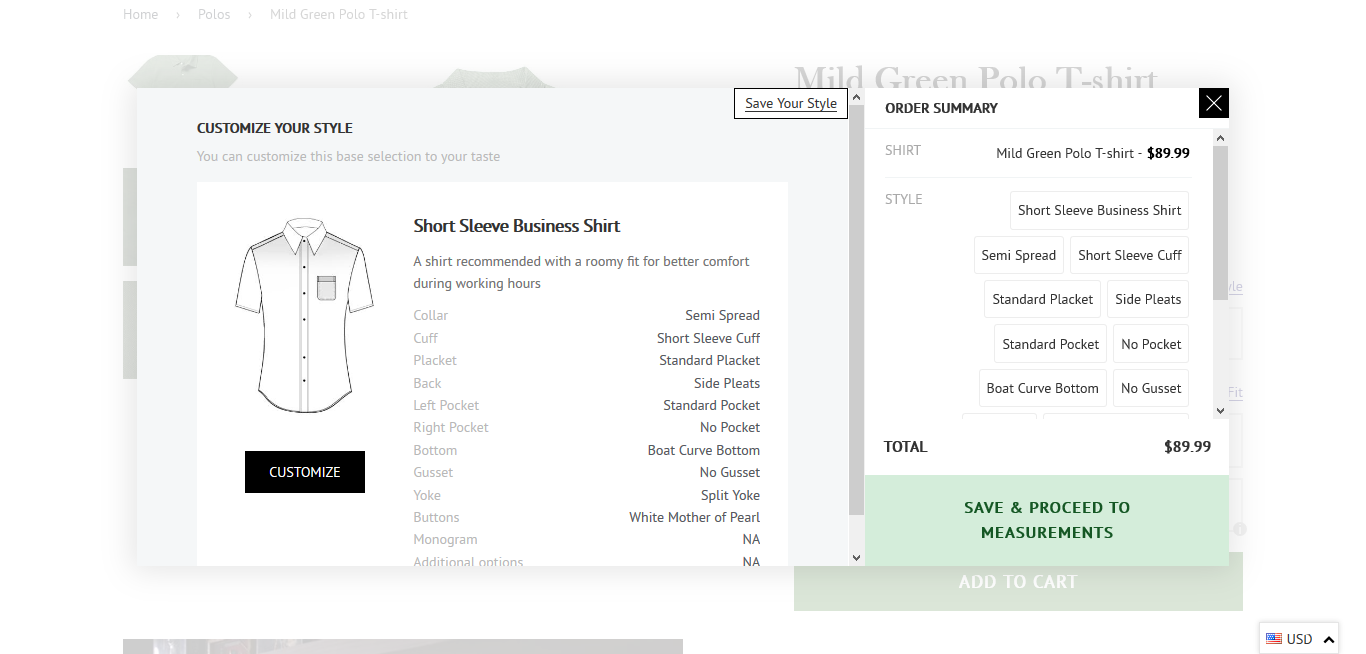 Home › Polos › Mild Green Polo T-shirt
Mild Green Polo T-shirt
Save Your Style
CUSTOMIZE YOUR STYLE
You can customize this base selection to your taste
Short Sleeve Business Shirt
A shirt recommended with a roomy fit for better comfort
during working hours
Collar Semi Spread
Cuff Short Sleeve Cuff
Placket Standard Placket
Back Side Pleats
Left Pocket Standard Pocket
Right Pocket No Pocket
Bottom Boat Curve Bottom
Gusset No Gusset
Yoke Split Yoke
Buttons White Mother of Pearl
Monogram NA
Additional options NA
CUSTOMIZE
ORDER SUMMARY
SHIRT Mild Green Polo T-shirt - $89.99
STYLE Short Sleeve Business Shirt
Semi Spread Short Sleeve Cuff
Standard Placket Side Pleats
Standard Pocket No Pocket
Boat Curve Bottom No Gusset
TOTAL $89.99
SAVE & PROCEED TO
MEASUREMENTS
Fit
ADD TO CART
USD